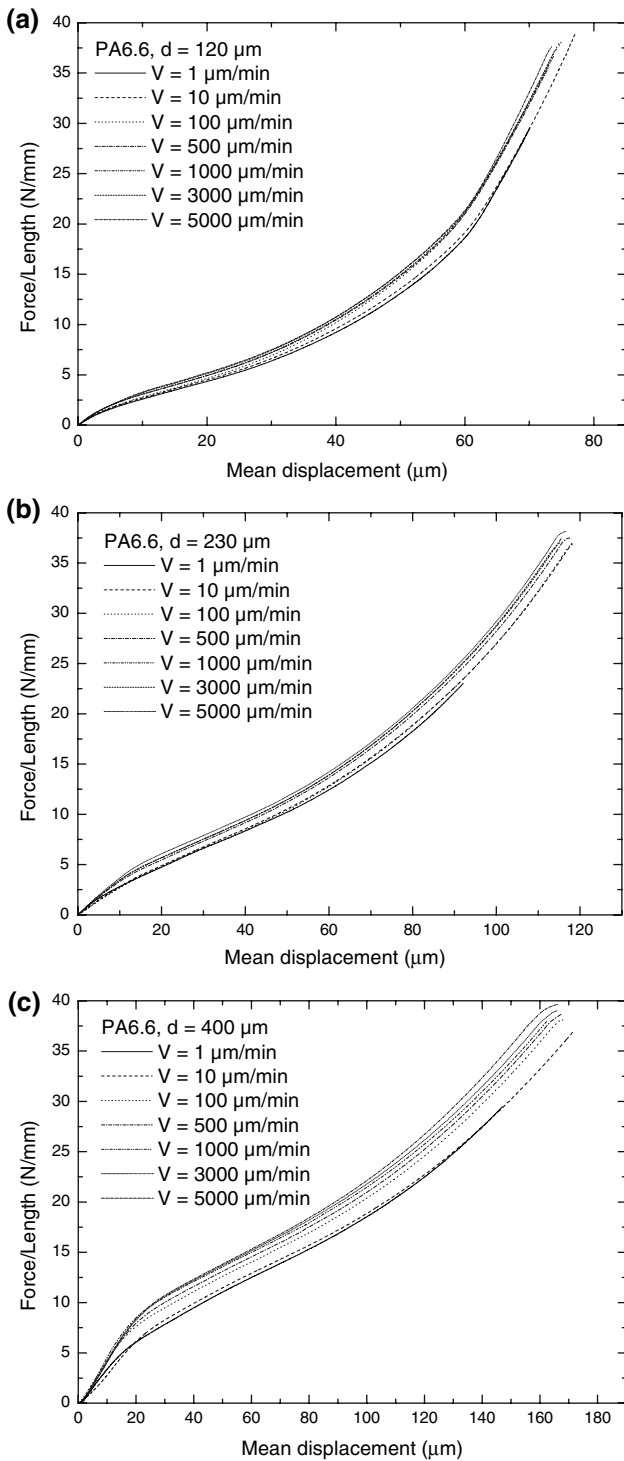 (a)
PA6.6, d = 120 µm
V = 1 µm/min
V = 10 µm/min
V = 100 µm/min
V = 500 µm/min
V = 1000 µm/min
V = 3000 µm/min
V = 5000 µm/min
Force/Length (N/mm)
40
35
30
25
20
15
10
5
0
0 20 40 60 80
Mean displacement (µm)
(b)
PA6.6, d = 230 µm
V = 1 µm/min
V = 10 µm/min
V = 100 µm/min
V = 500 µm/min
V = 1000 µm/min
V = 3000 µm/min
V = 5000 µm/min
Force/Length (N/mm)
40
35
30
25
20
15
10
5
0
0 20 40 60 80 100 120
Mean displacement (µm)
(c)
PA6.6, d = 400 µm
V = 1 µm/min
V = 10 µm/min
V = 100 µm/min
V = 500 µm/min
V = 1000 µm/min
V = 3000 µm/min
V = 5000 µm/min
Force/Length (N/mm)
40
35
30
25
20
15
10
5
0
0 20 40 60 80 100 120 140 160 180
Mean displacement (µm)